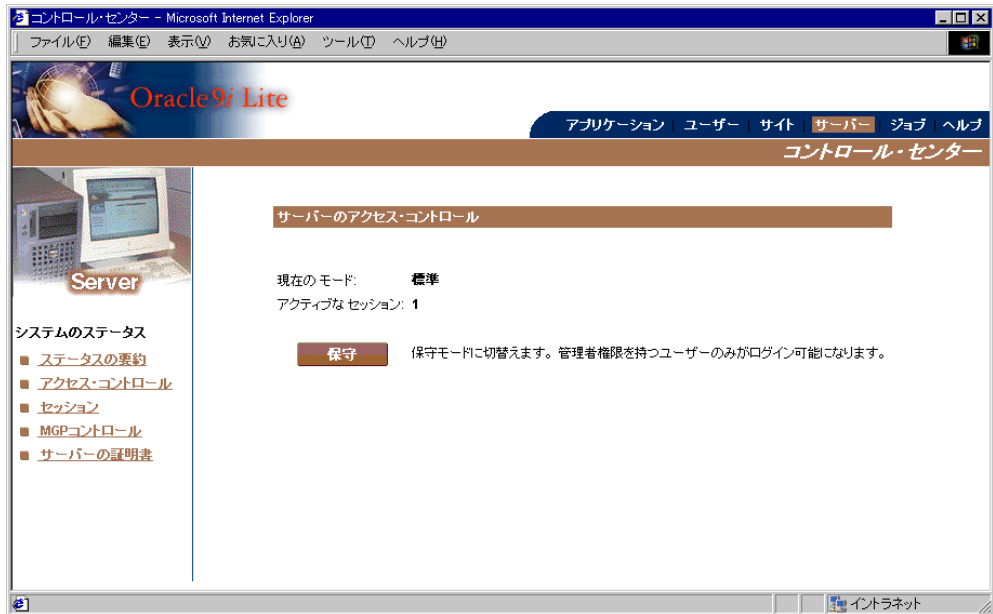 コントロール・センター - Microsoft Internet Explorer
ファイル(F) 編集(E) 表示(V) お気に入り(A) ツール(T) ヘルプ(H)
Oracle9i Lite
アプリケーション ユーザー サイト サーバー ジョブ ヘルプ
コントロール・センター
Server
システムのステータス
ステータスの要約
アクセス・コントロール
セッション
MGPコントロール
サーバーの証明書
サーバーのアクセス・コントロール
現在のモード: 標準
アクティブなセッション: 1
保守 保守モードに切替えます。管理者権限を持つユーザーのみがログイン可能になります。
イントラネット